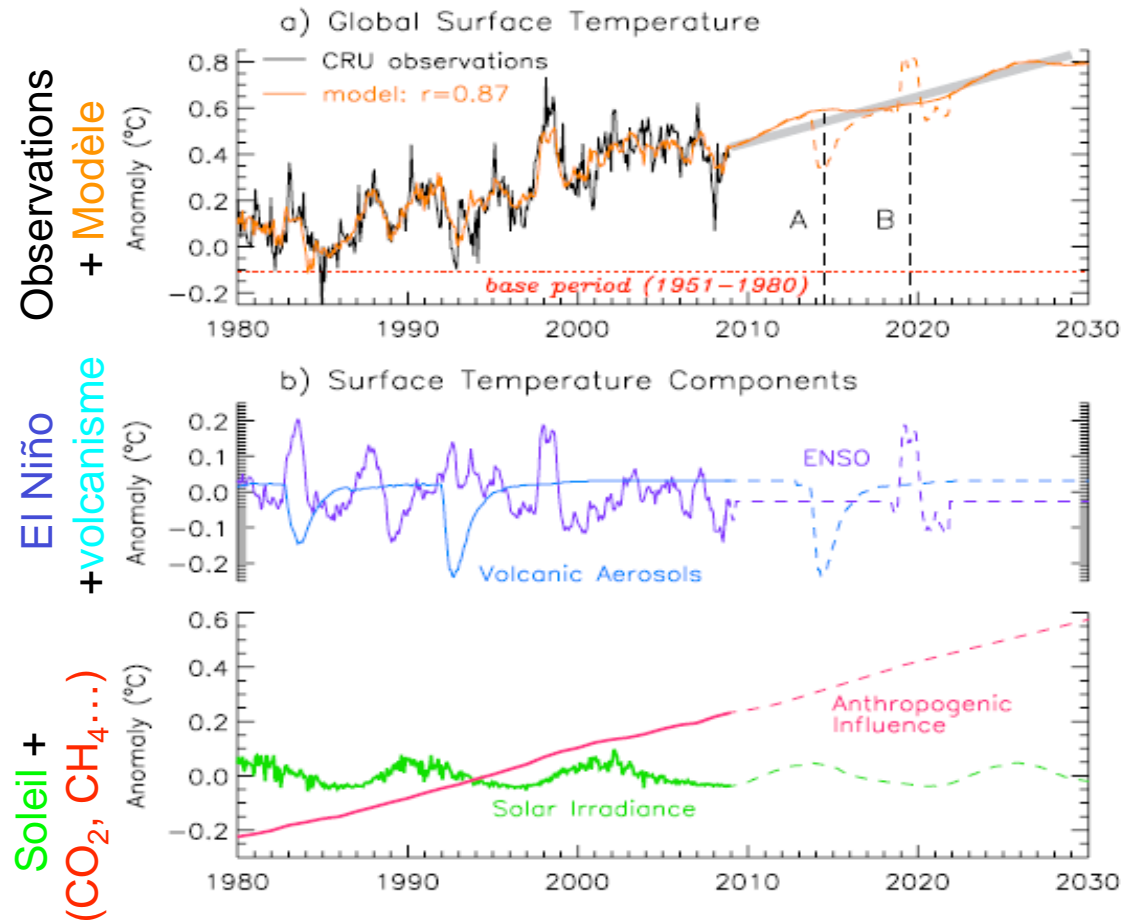 a) Global Surface Temperature
Observations
+ Modèle
Anomaly (°C)
0.8
0.6
0.4
0.2
0.0
−0.2
CRU observations
model: r=0.87
A
B
base period (1951−1980)
1980
1990
2000
2010
2020
2030
b) Surface Temperature Components
El Niño
+volcanisme
Anomaly (°C)
0.2
0.1
0.0
−0.1
−0.2
ENSO
Volcanic Aerosols
Soleil +
(CO₂, CH₄…)
Anomaly (°C)
0.6
0.4
0.2
0.0
−0.2
Anthropogenic
Influence
Solar Irradiance
1980
1990
2000
2010
2020
2030